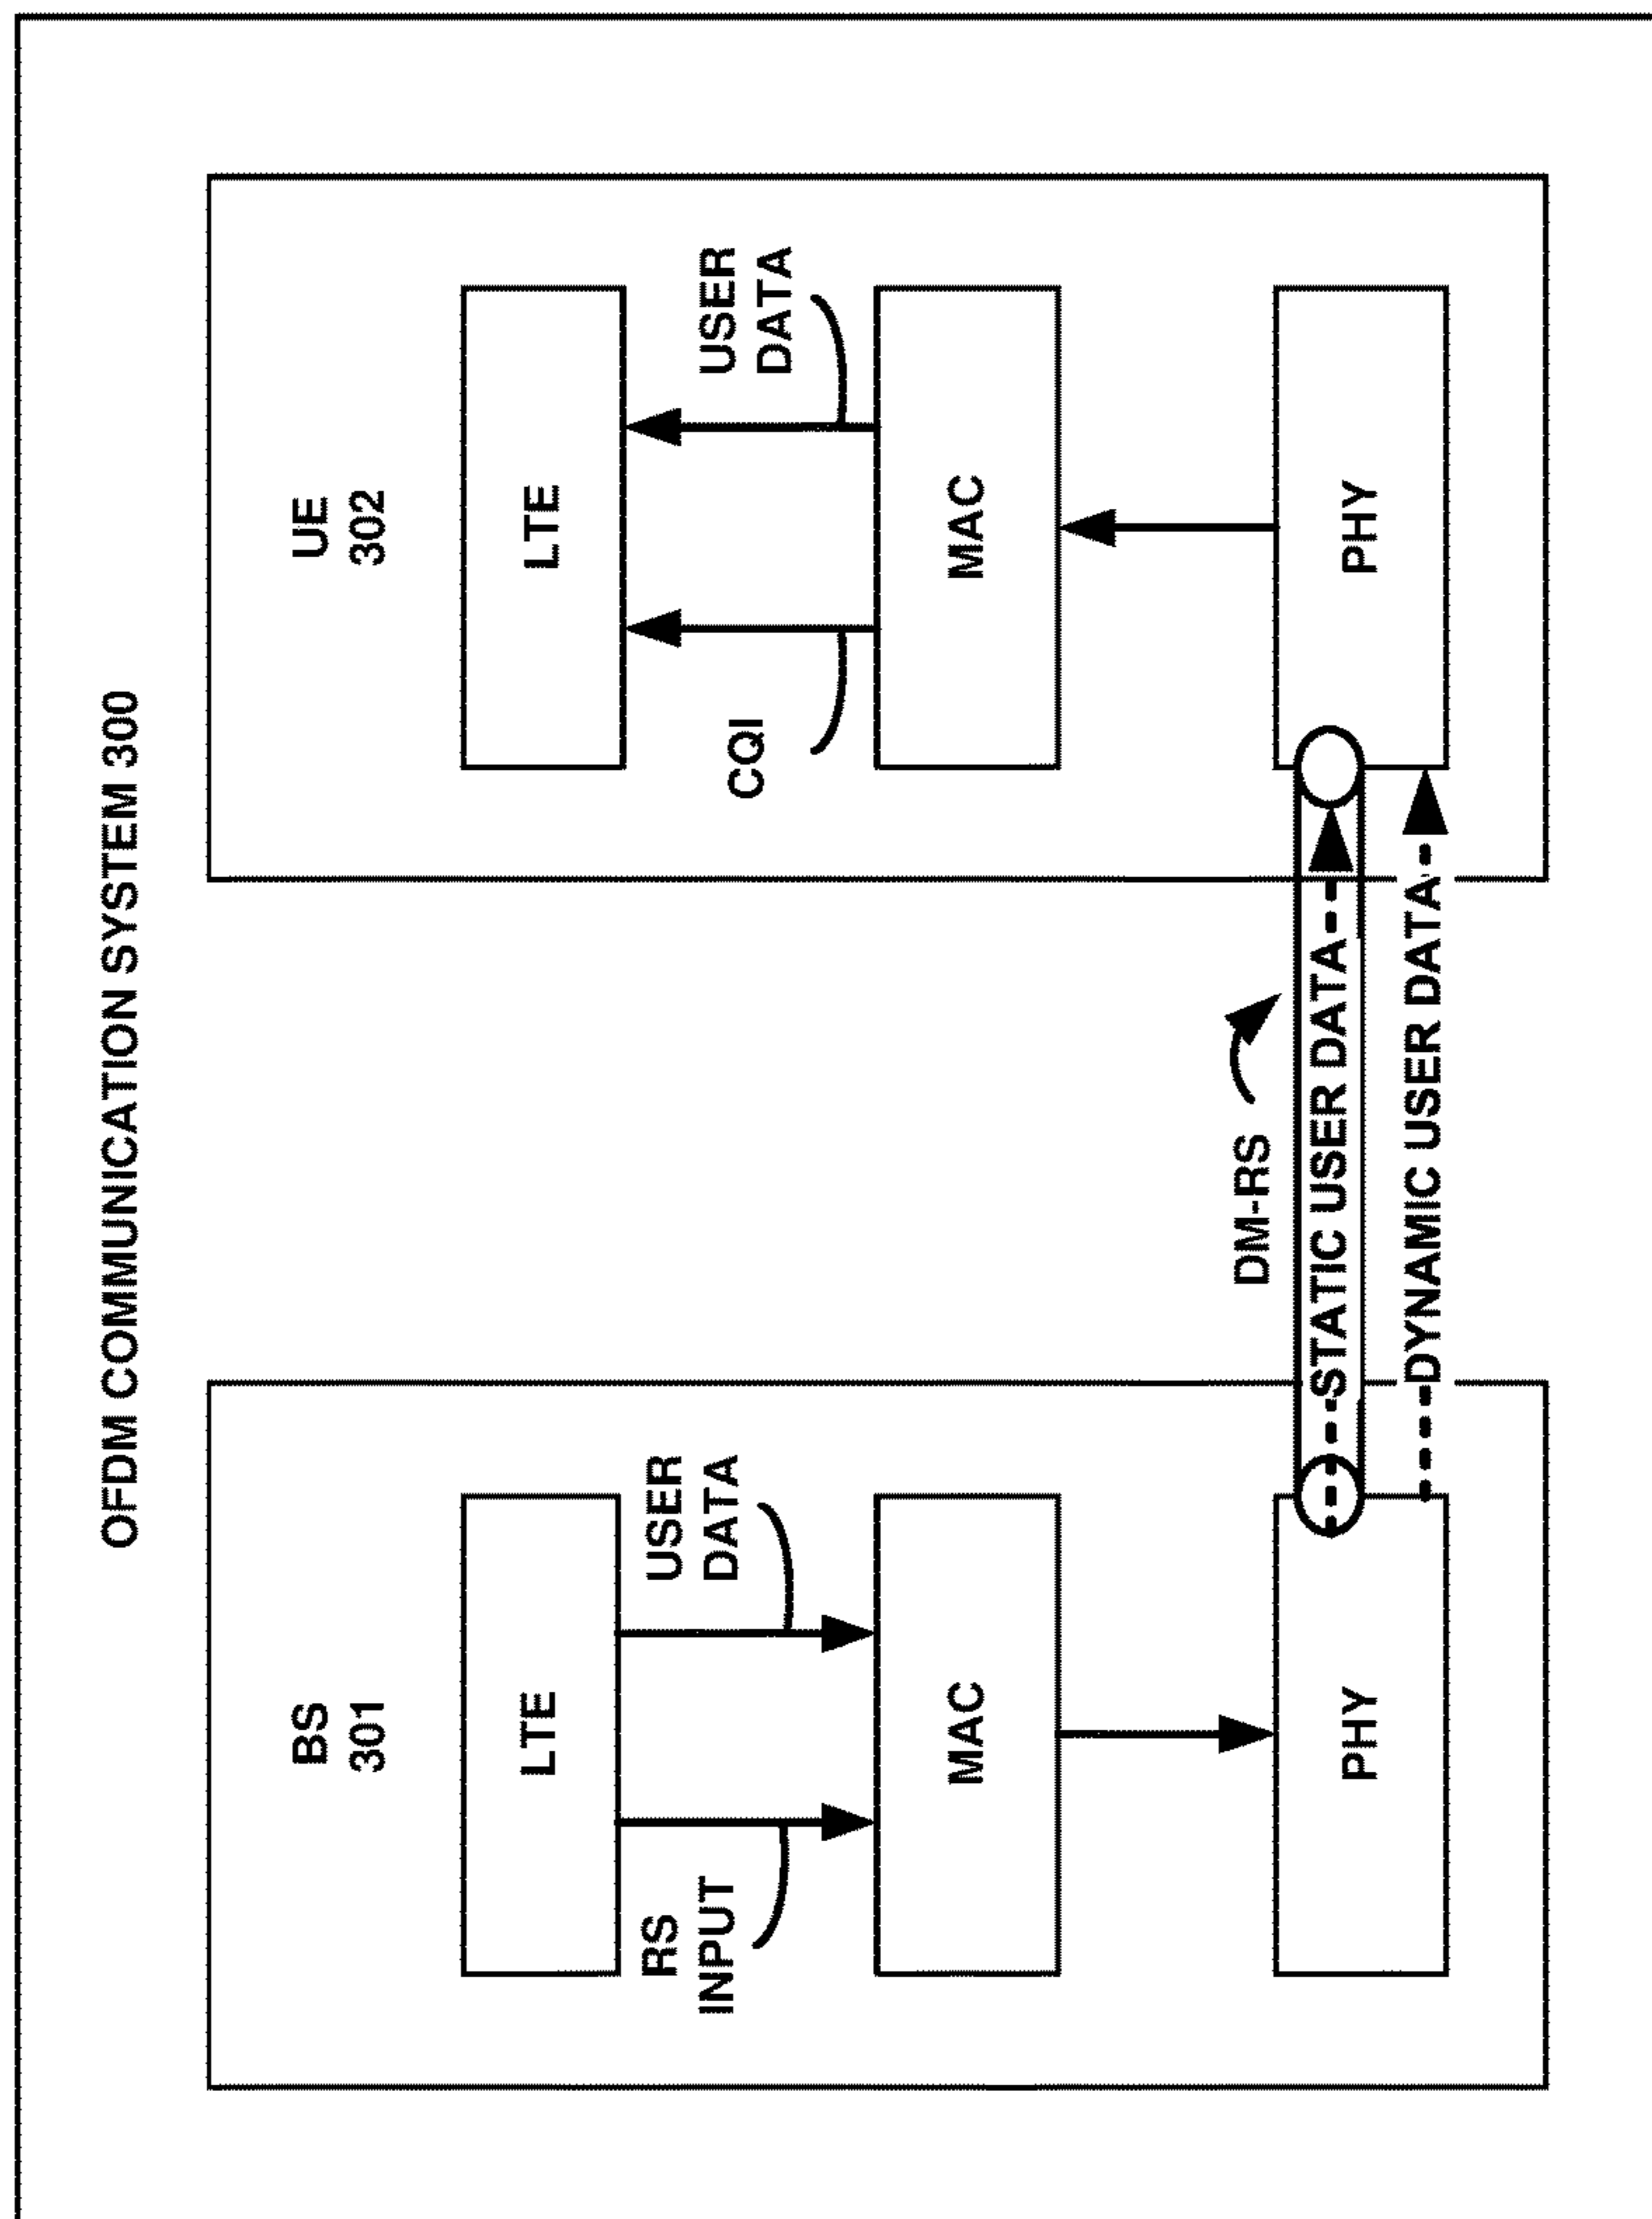 OFDM COMMUNICATION SYSTEM 300
BS
301
LTE
RS
INPUT
USER
DATA
MAC
PHY
DM-RS
STATIC USER DATA
DYNAMIC USER DATA
UE
302
LTE
CQI
USER
DATA
MAC
PHY